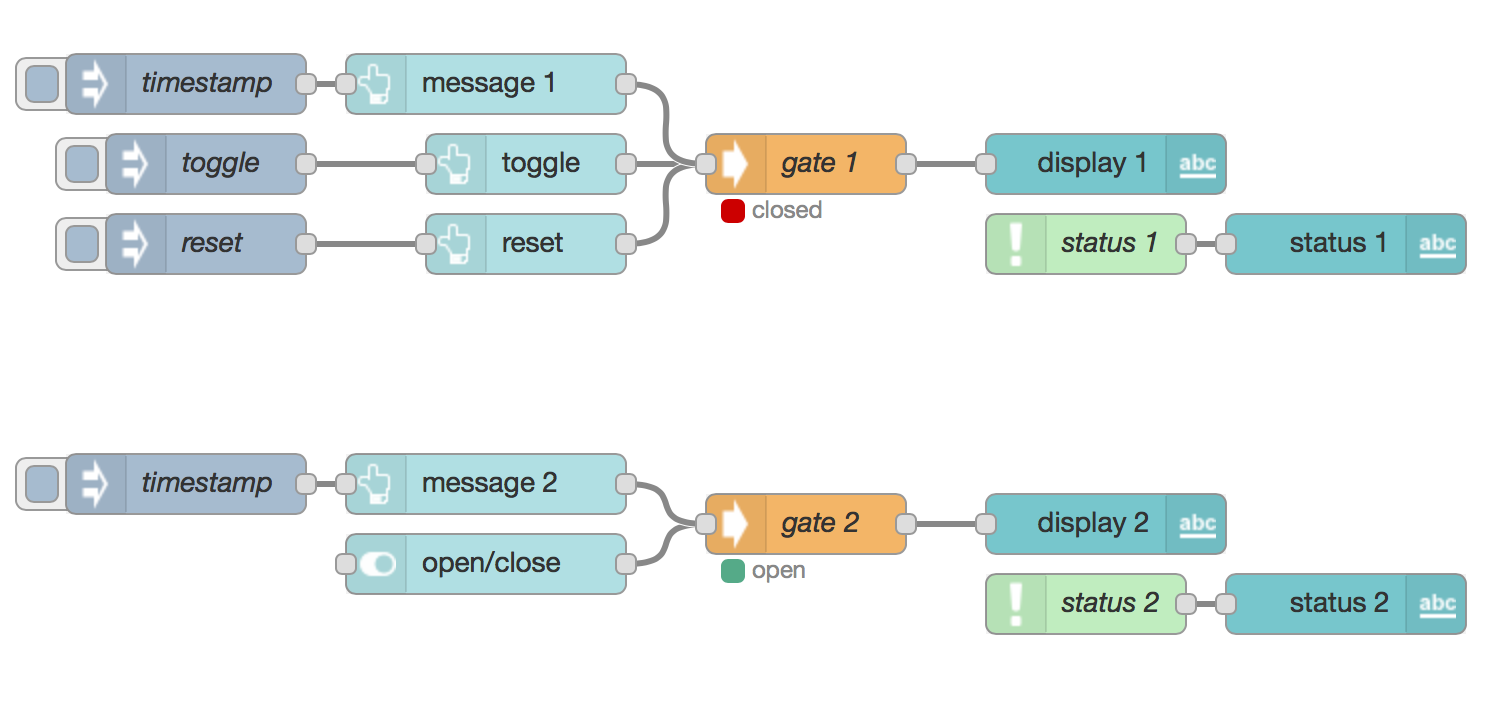 timestamp
message 1
toggle
toggle
gate 1
display 1
abc
closed
reset
reset
status 1
status 1
abc
timestamp
message 2
gate 2
display 2
abc
open/close
open
status 2
status 2
abc